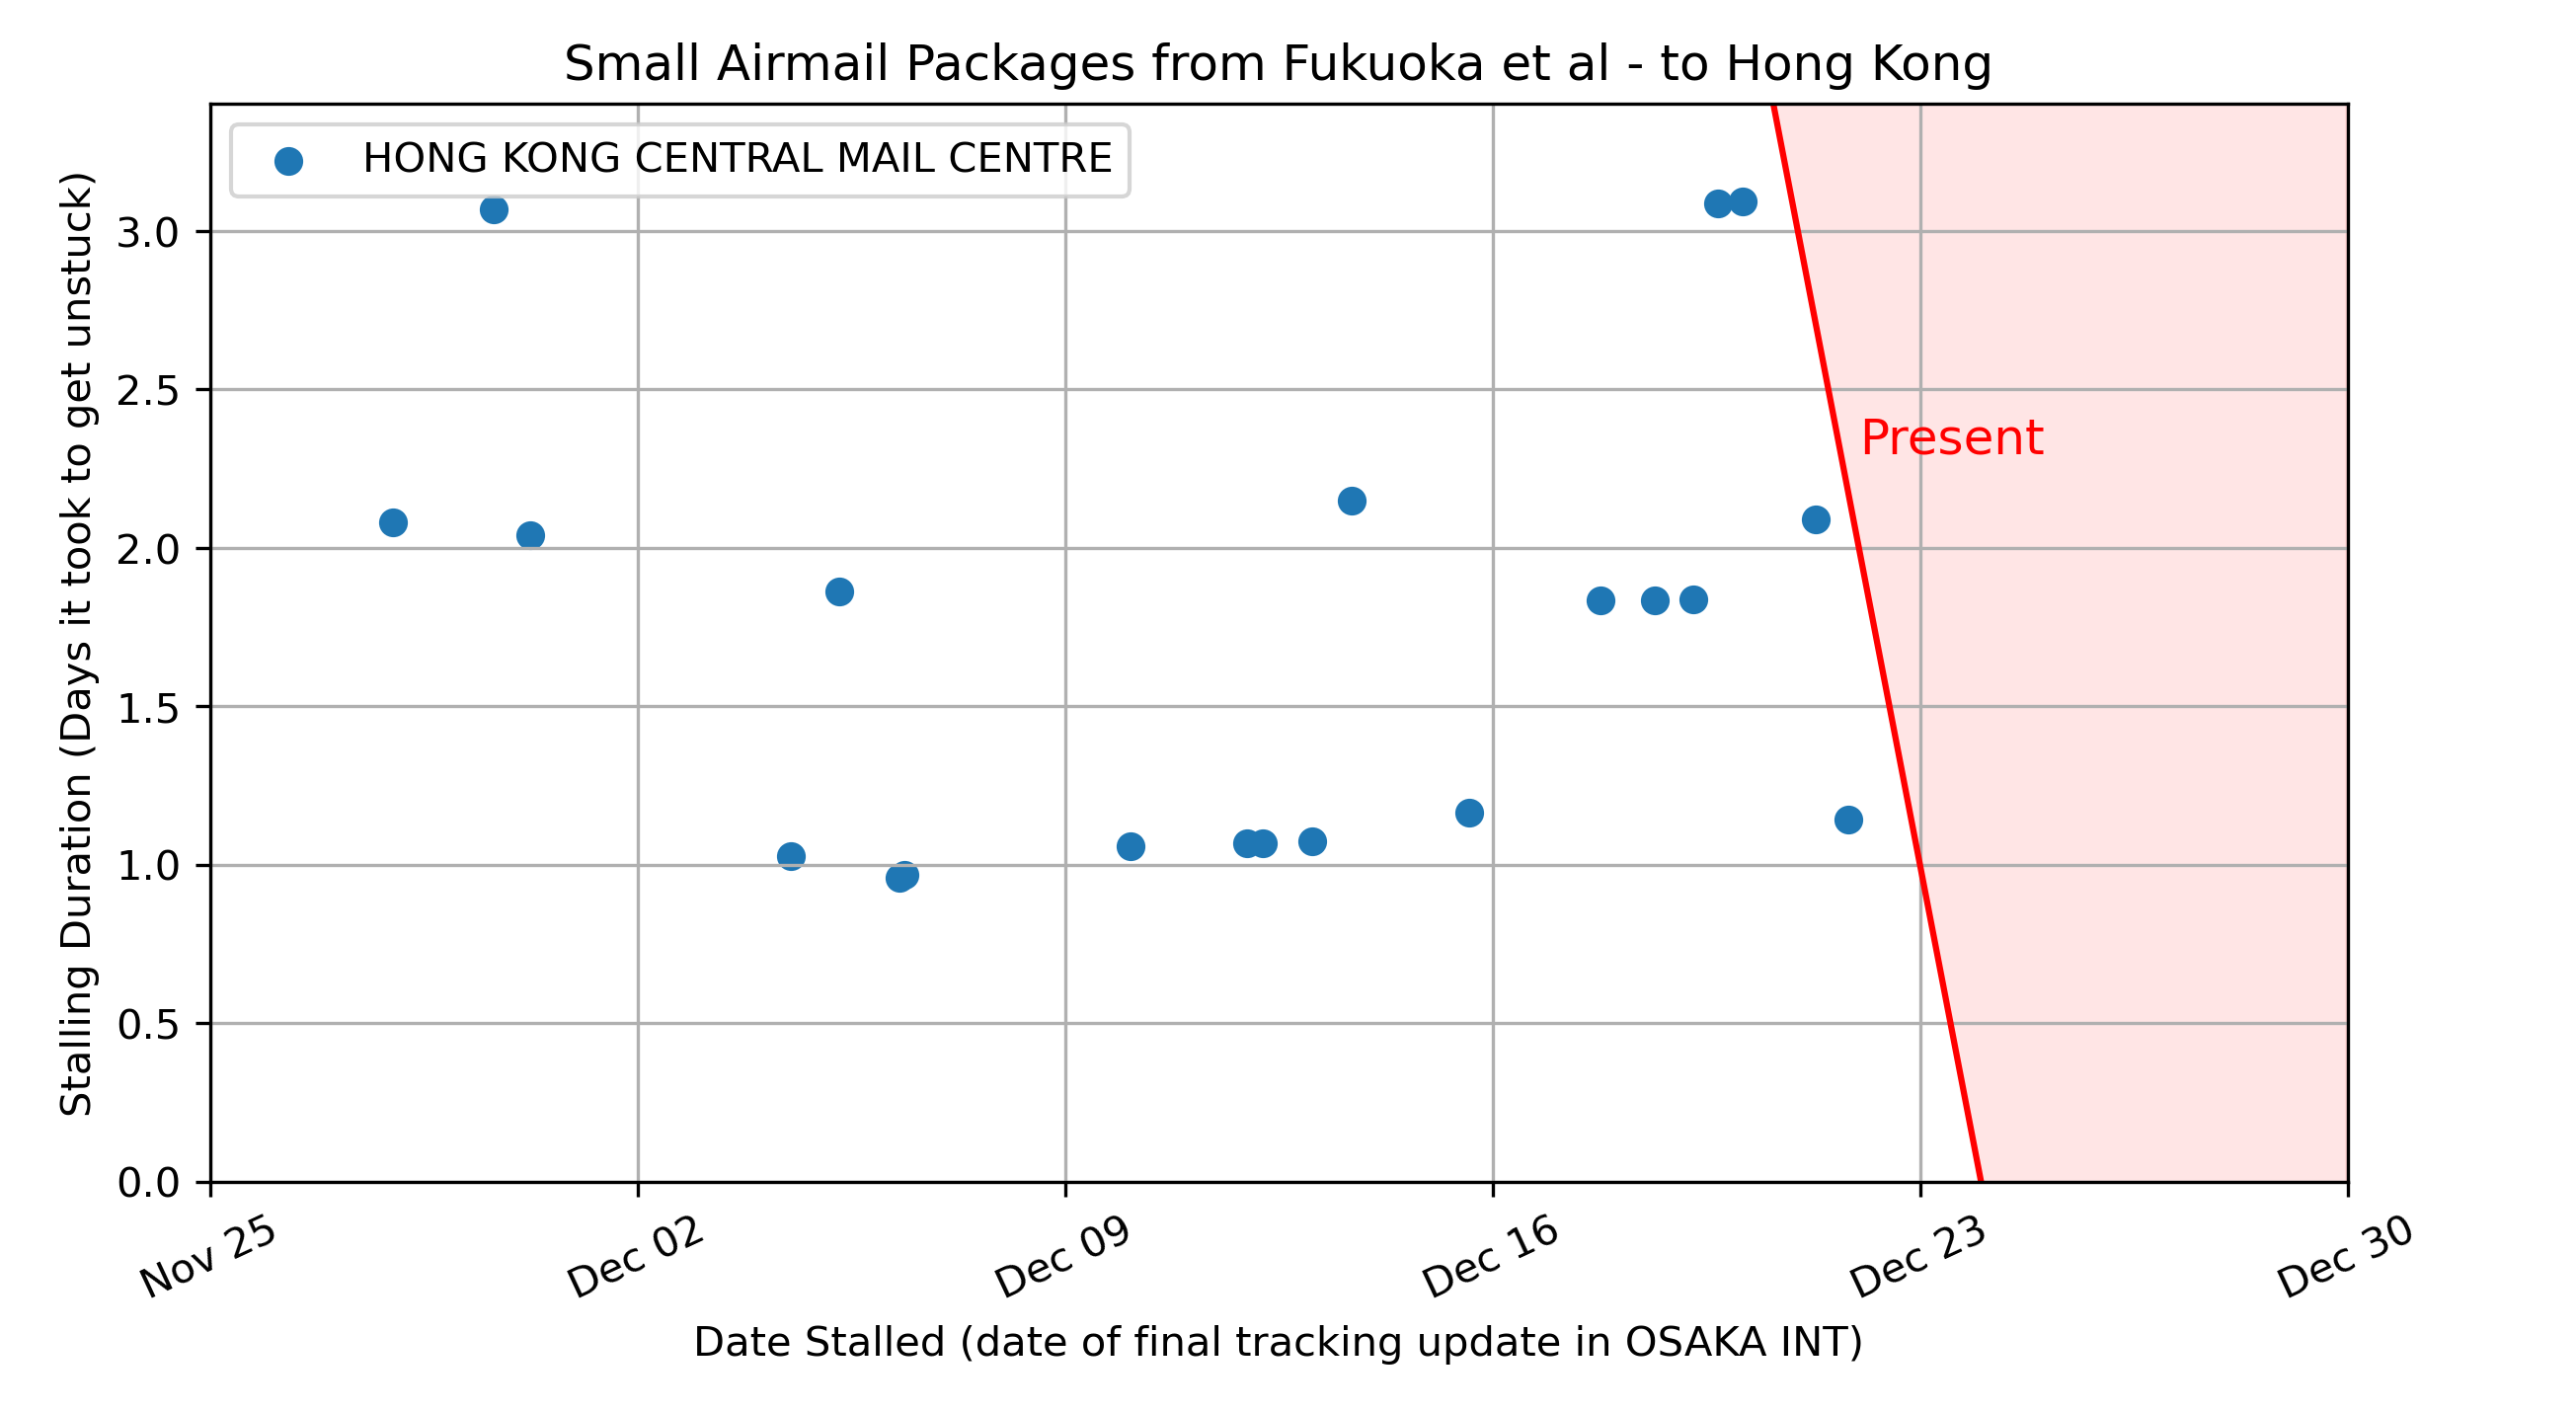 Small Airmail Packages from Fukuoka et al - to Hong Kong
HONG KONG CENTRAL MAIL CENTRE
Stalling Duration (Days it took to get unstuck)
3.0
2.5
2.0
1.5
1.0
0.5
0.0
Present
Nov 25
Dec 02
Dec 09
Dec 16
Dec 23
Dec 30
Date Stalled (date of final tracking update in OSAKA INT)